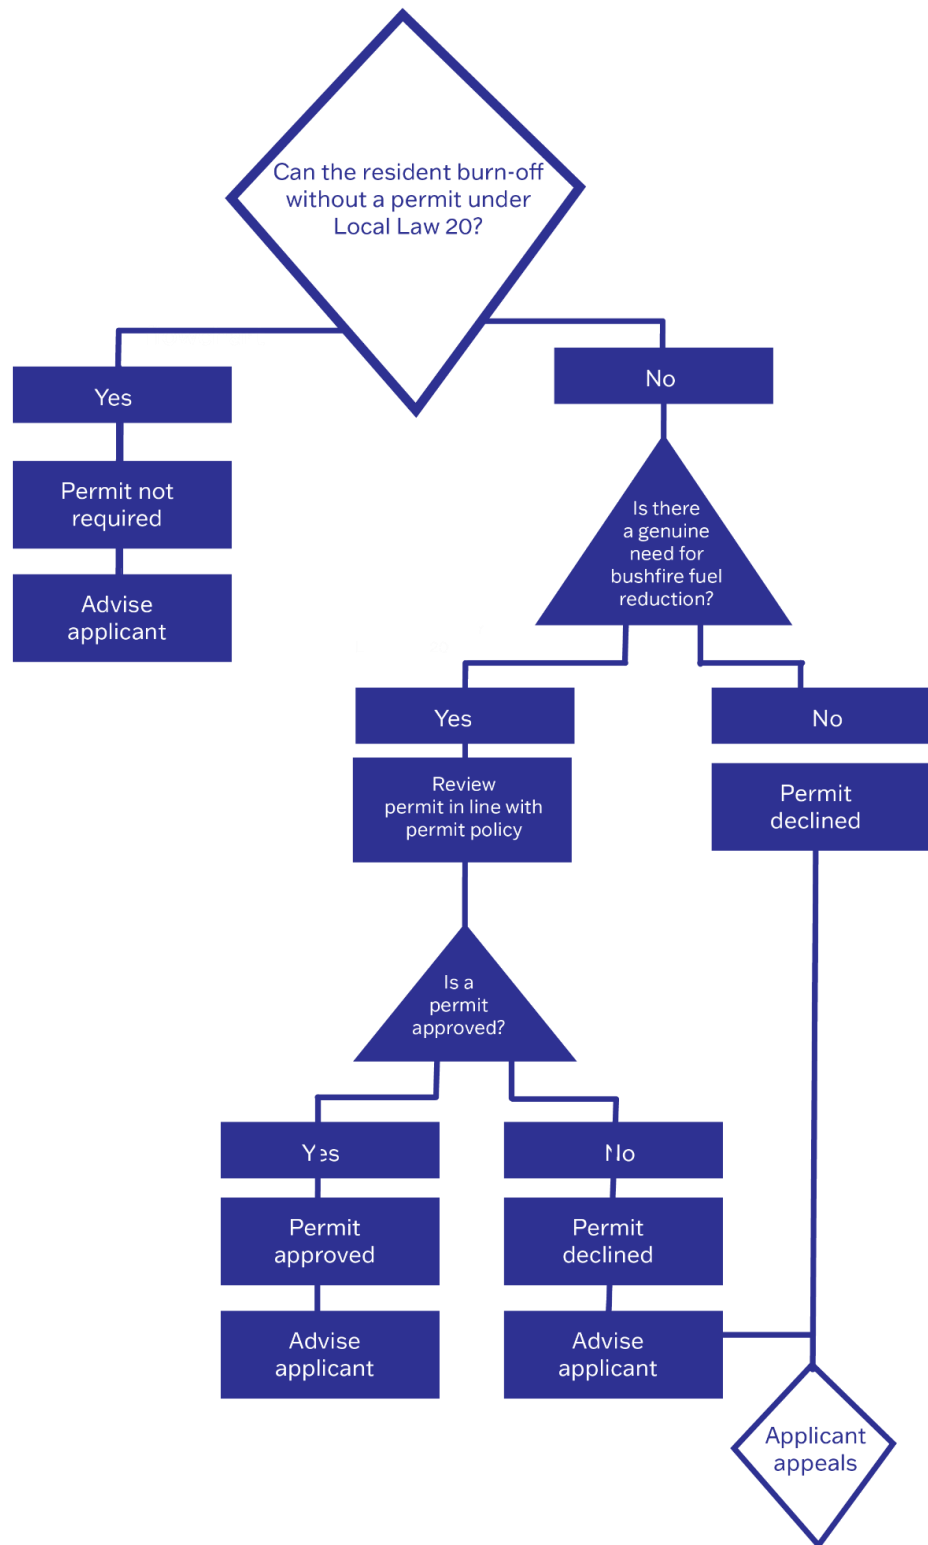 Can the resident burn-off
without a permit under
Local Law 20?
Yes
No
Permit not
required
Advise
applicant
Is there
a genuine
need for
bushfire fuel
reduction?
Yes
No
Review
permit in line with
permit policy
Permit
declined
Is a
permit
approved?
Yes
No
Permit
approved
Permit
declined
Advise
applicant
Advise
applicant
Applicant
appeals